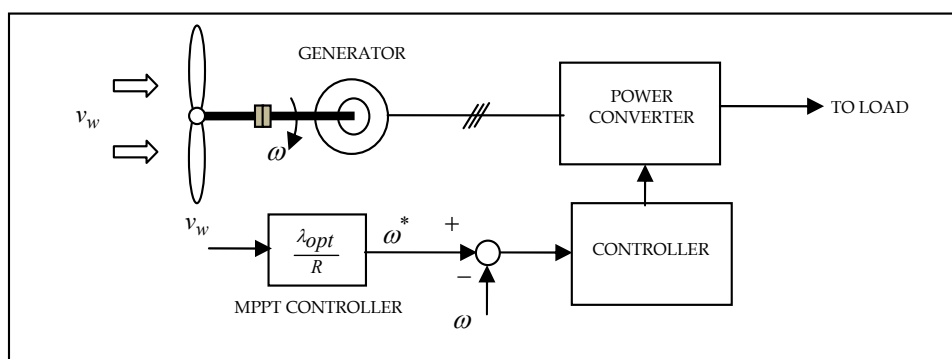 GENERATOR
v_w
ω
POWER
CONVERTER
TO LOAD
v_w
λ_opt
R
ω*
+
−
ω
CONTROLLER
MPPT CONTROLLER